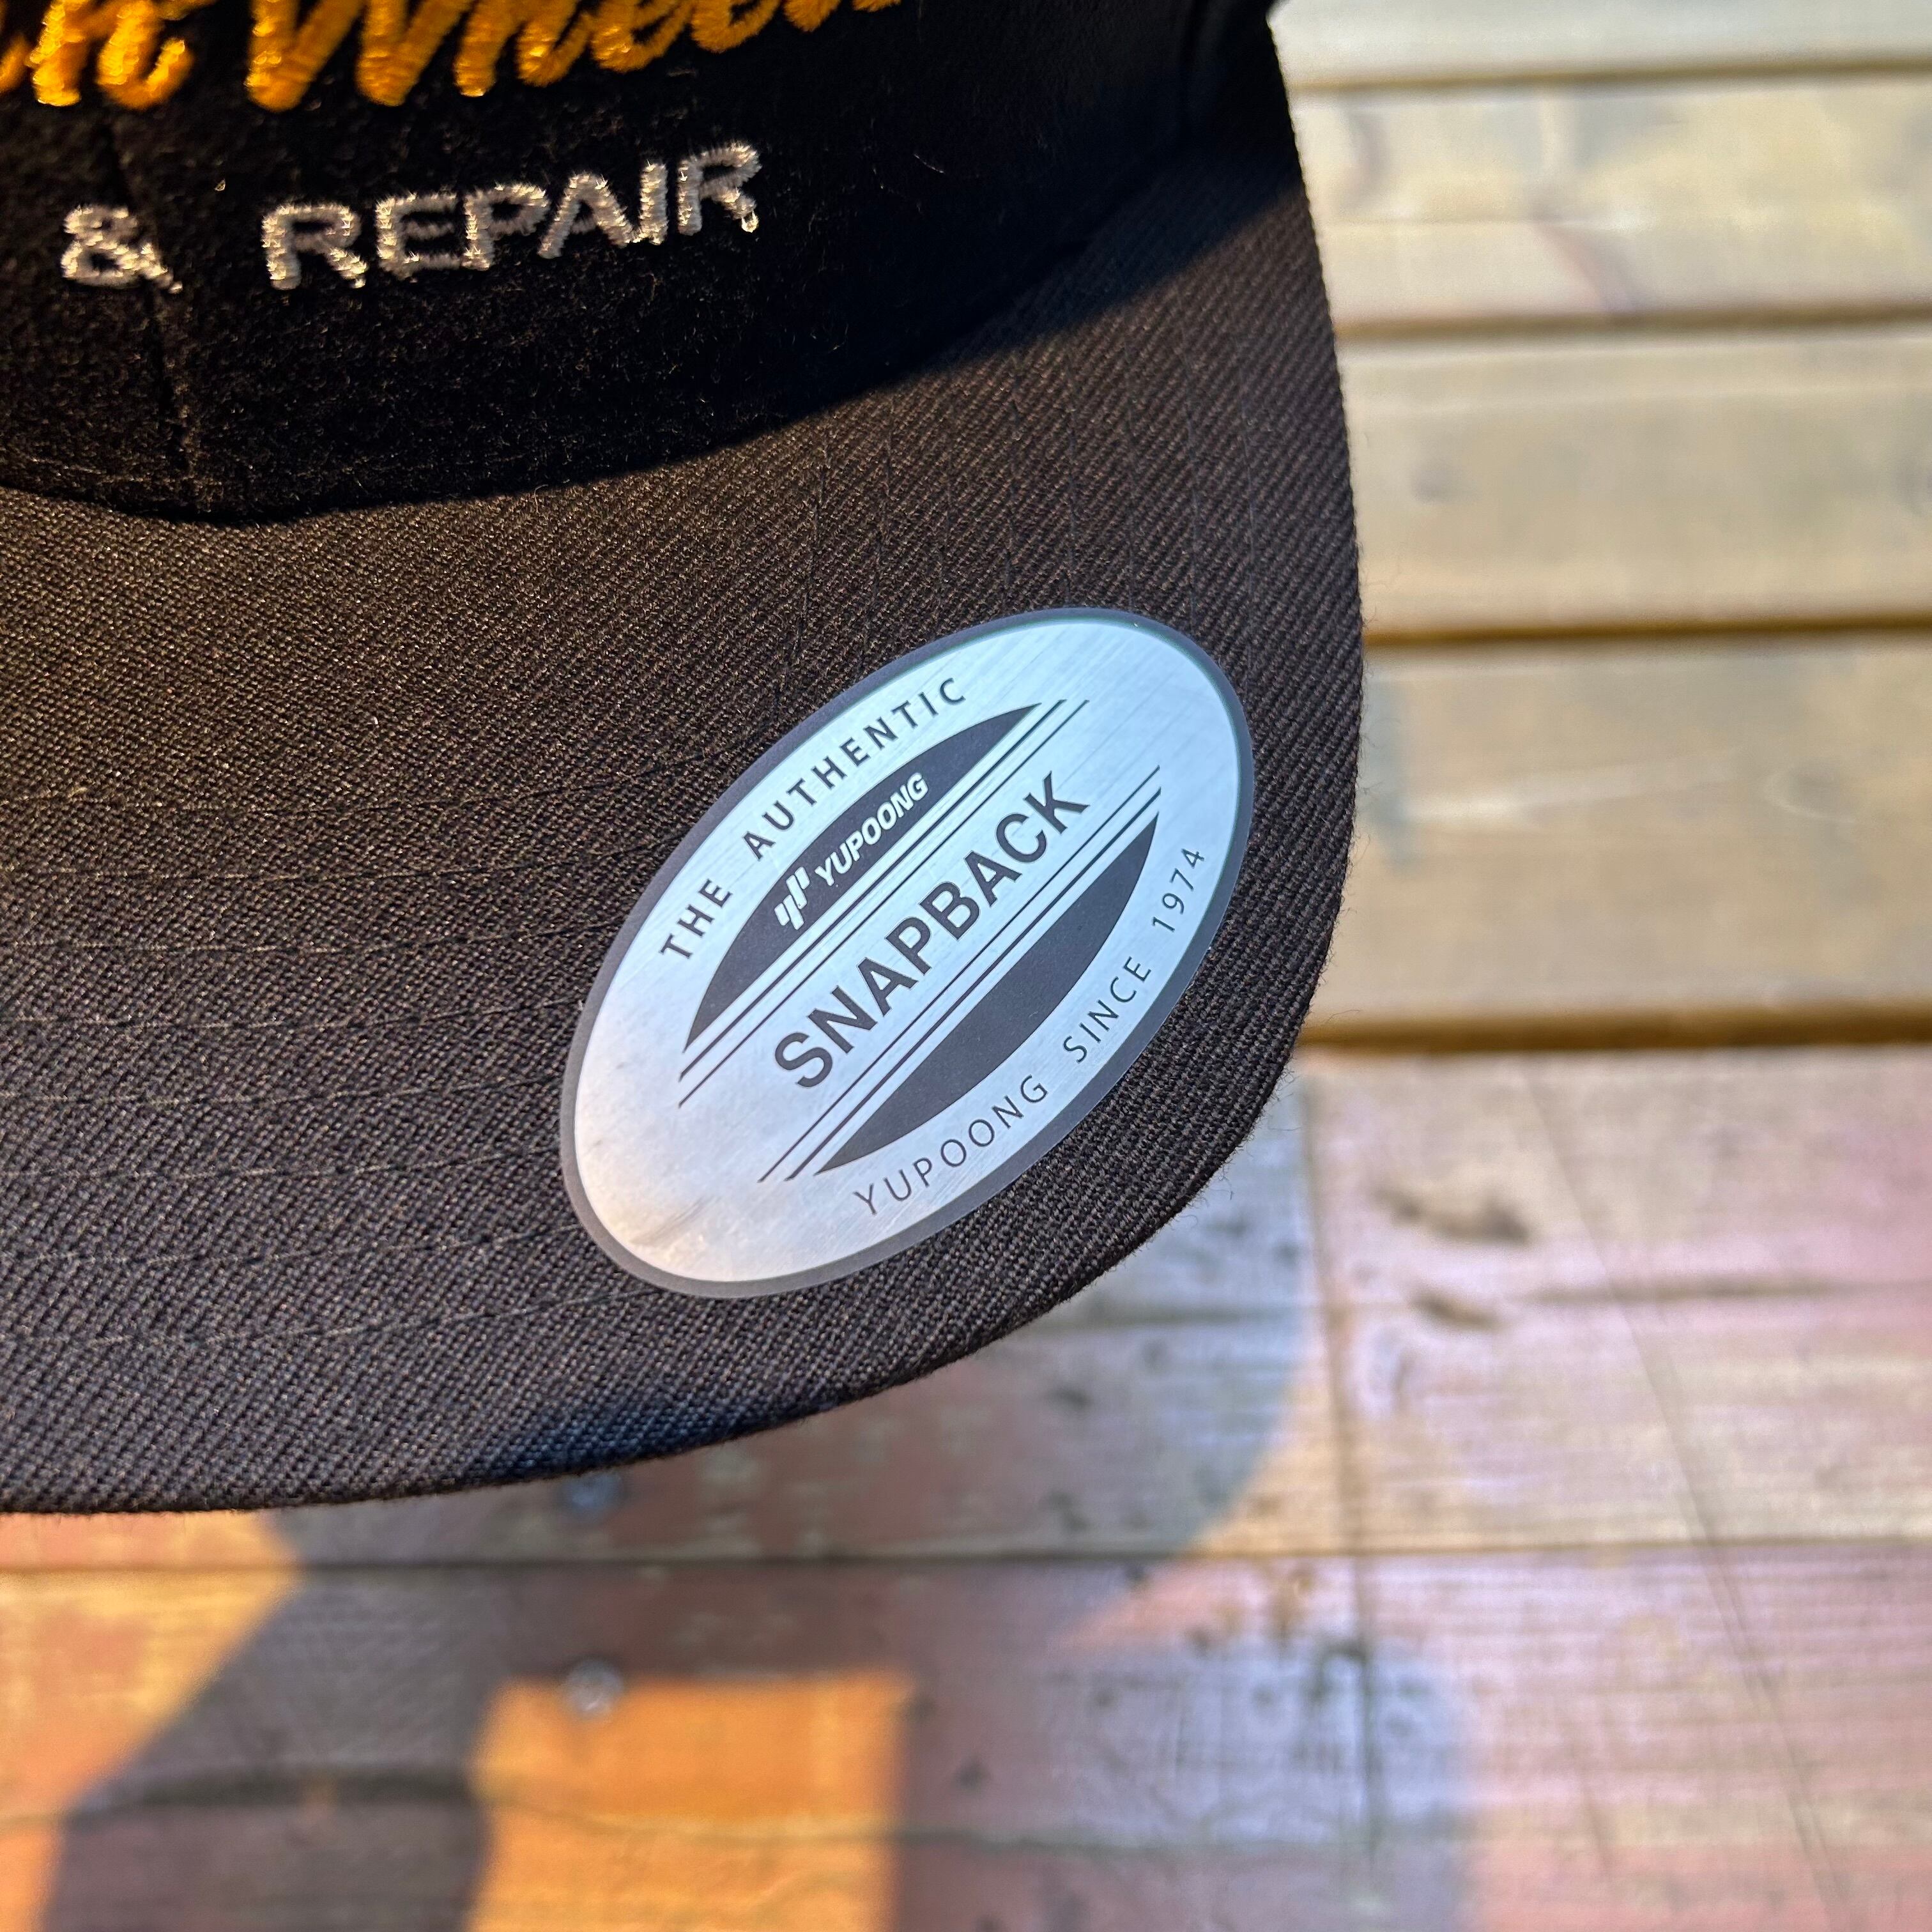 & REPAIR
THE AUTHENTIC
YUPOONG
SNAPBACK
YUPOONG SINCE 1974